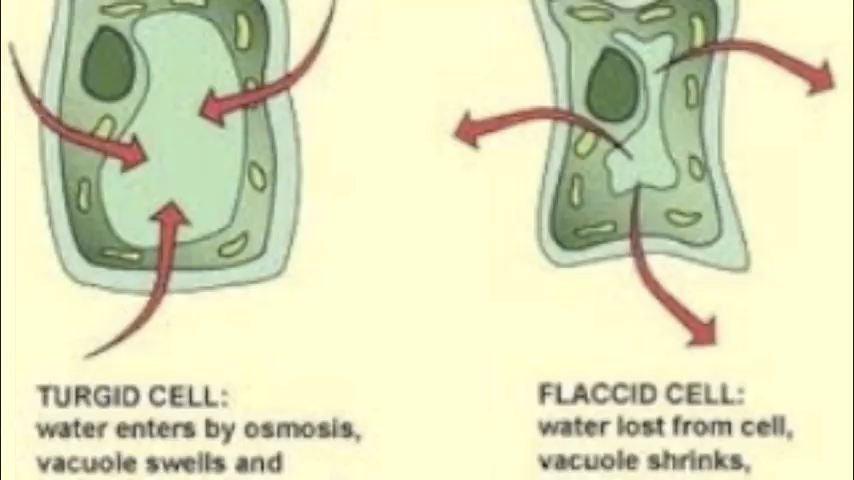 TURGID CELL:
water enters by osmosis,
vacuole swells and
FLACCID CELL:
water lost from cell,
vacuole shrinks,